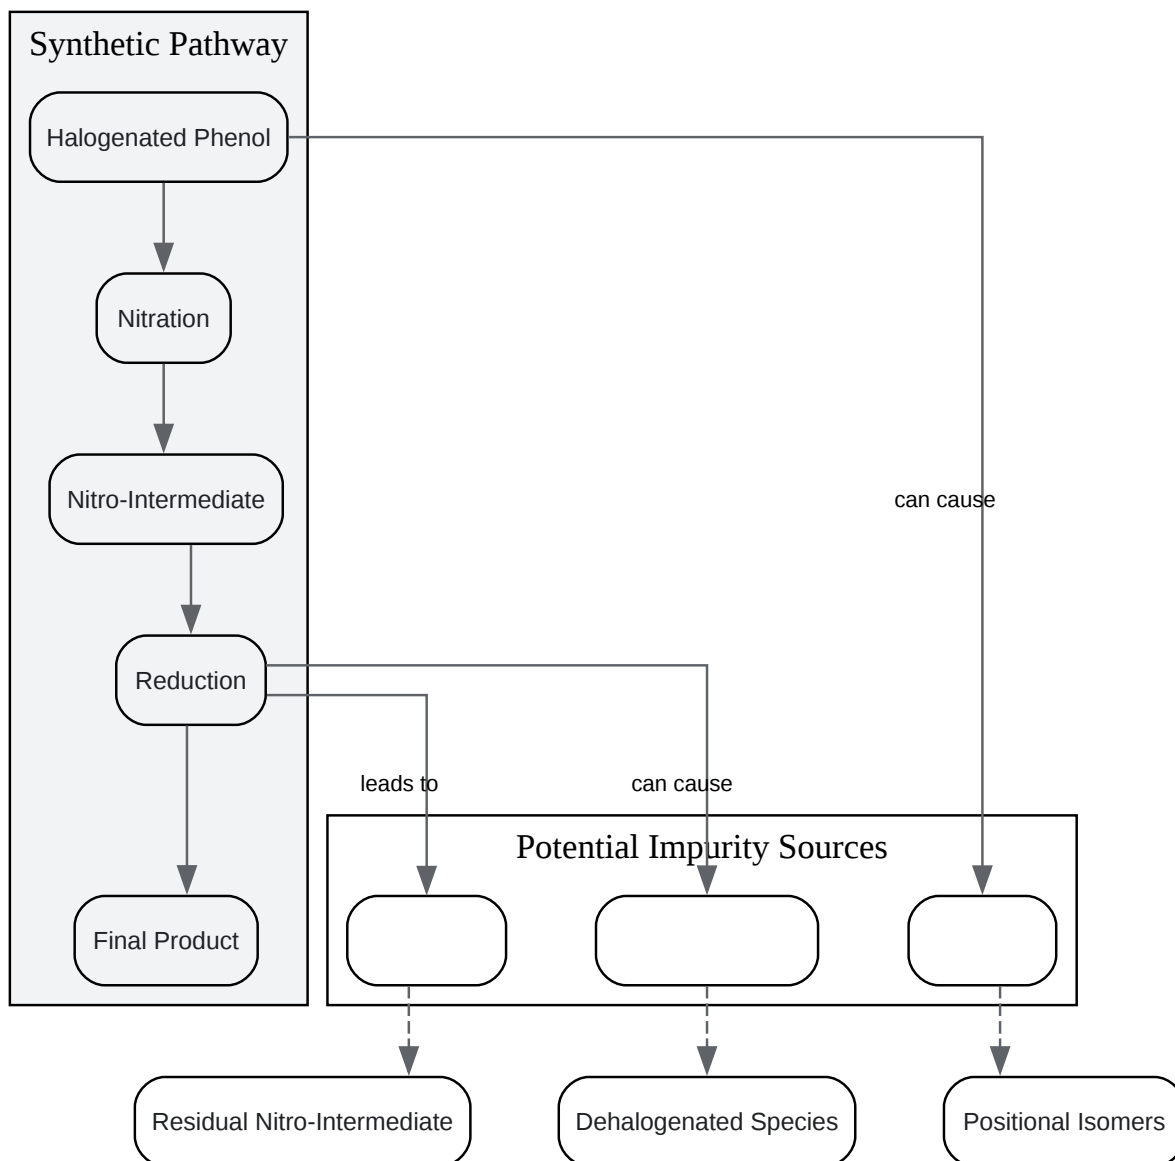 Synthetic Pathway
Halogenated Phenol
Nitration
Nitro-Intermediate
can cause
Reduction
leads to
can cause
Potential Impurity Sources
Final Product
Residual Nitro-Intermediate
Dehalogenated Species
Positional Isomers